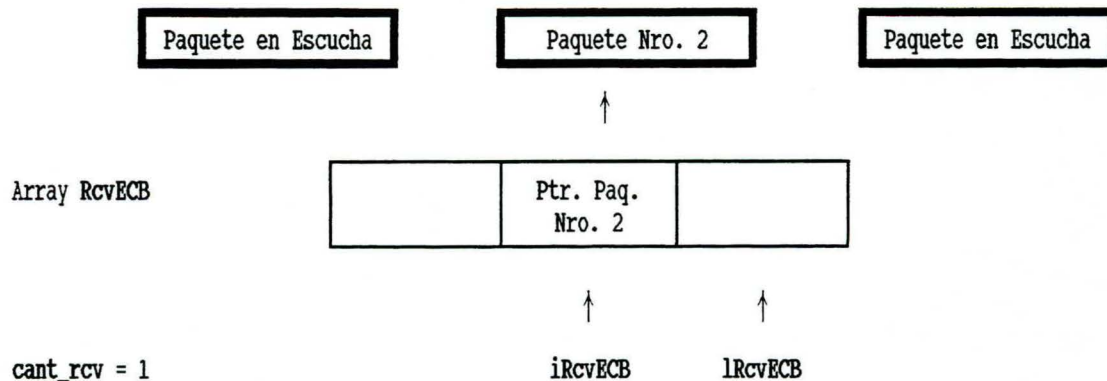 Paquete en Escucha
Paquete Nro. 2
Paquete en Escucha
Array RcvECB
Ptr. Paq.
Nro. 2
cant_rcv = 1
iRcvECB
lRcvECB